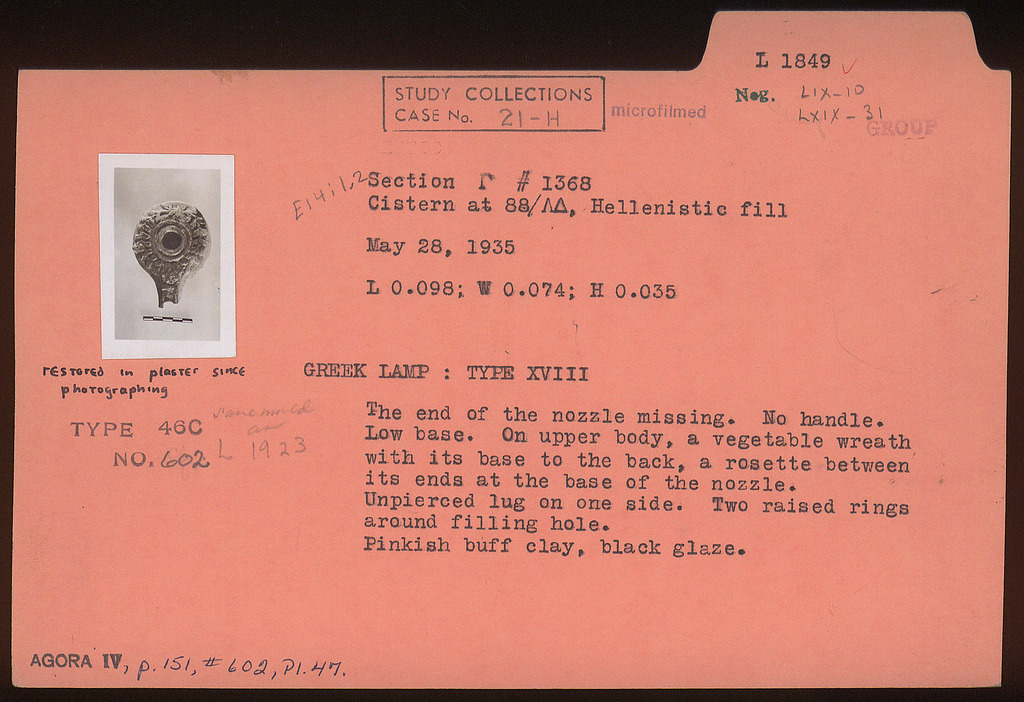 L 1849 ✓
Neg. LIX-10
LXIX-31
GROUP
STUDY COLLECTIONS
CASE No. 21-H
microfilmed
E14:1,2
Section Γ # 1368
Cistern at 88/ΛΔ, Hellenistic fill
May 28, 1935
L 0.098; W 0.074; H 0.035
restored in plaster since
photographing
GREEK LAMP : TYPE XVIII
The end of the nozzle missing. No handle.
Low base. On upper body, a vegetable wreath
with its base to the back, a rosette between
its ends at the base of the nozzle.
Unpierced lug on one side. Two raised rings
around filling hole.
Pinkish buff clay, black glaze.
TYPE 46C
NO. 602
same mould
as
L 1923
AGORA IV, p. 151, # 602, Pl. 47.